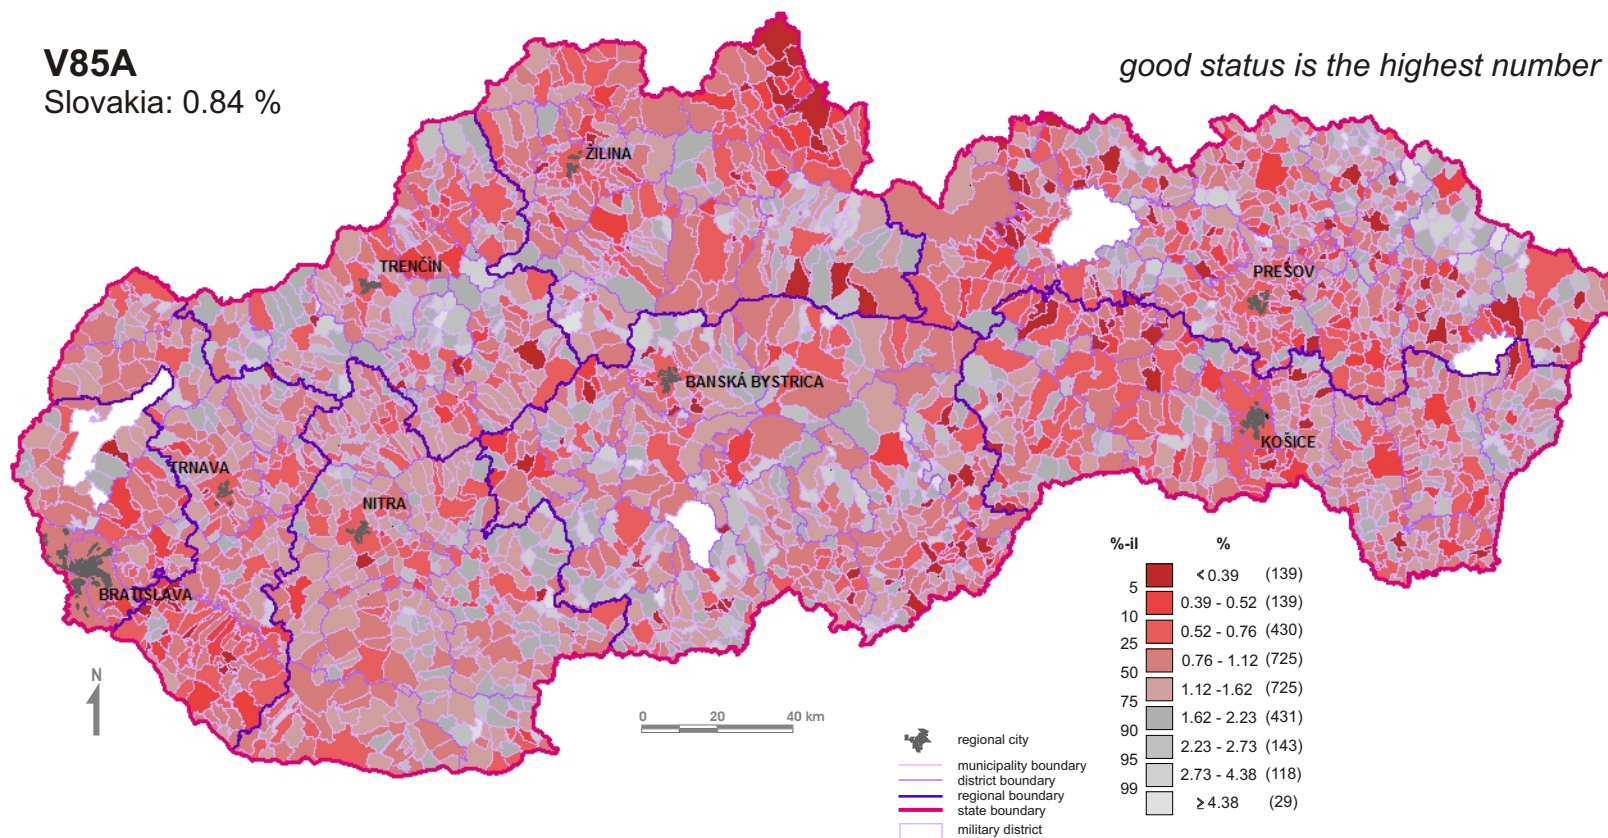 V85A
Slovakia: 0.84 %
good status is the highest number
ŽILINA
TRENČÍN
PREŠOV
BANSKÁ BYSTRICA
KOŠICE
TRNAVA
NITRA
BRATISLAVA
N
0 20 40 km
regional city
municipality boundary
district boundary
regional boundary
state boundary
military district
%-il %
5 < 0.39 (139)
10 0.39 - 0.52 (139)
25 0.52 - 0.76 (430)
50 0.76 - 1.12 (725)
75 1.12 -1.62 (725)
90 1.62 - 2.23 (431)
95 2.23 - 2.73 (143)
99 2.73 - 4.38 (118)
≥ 4.38 (29)